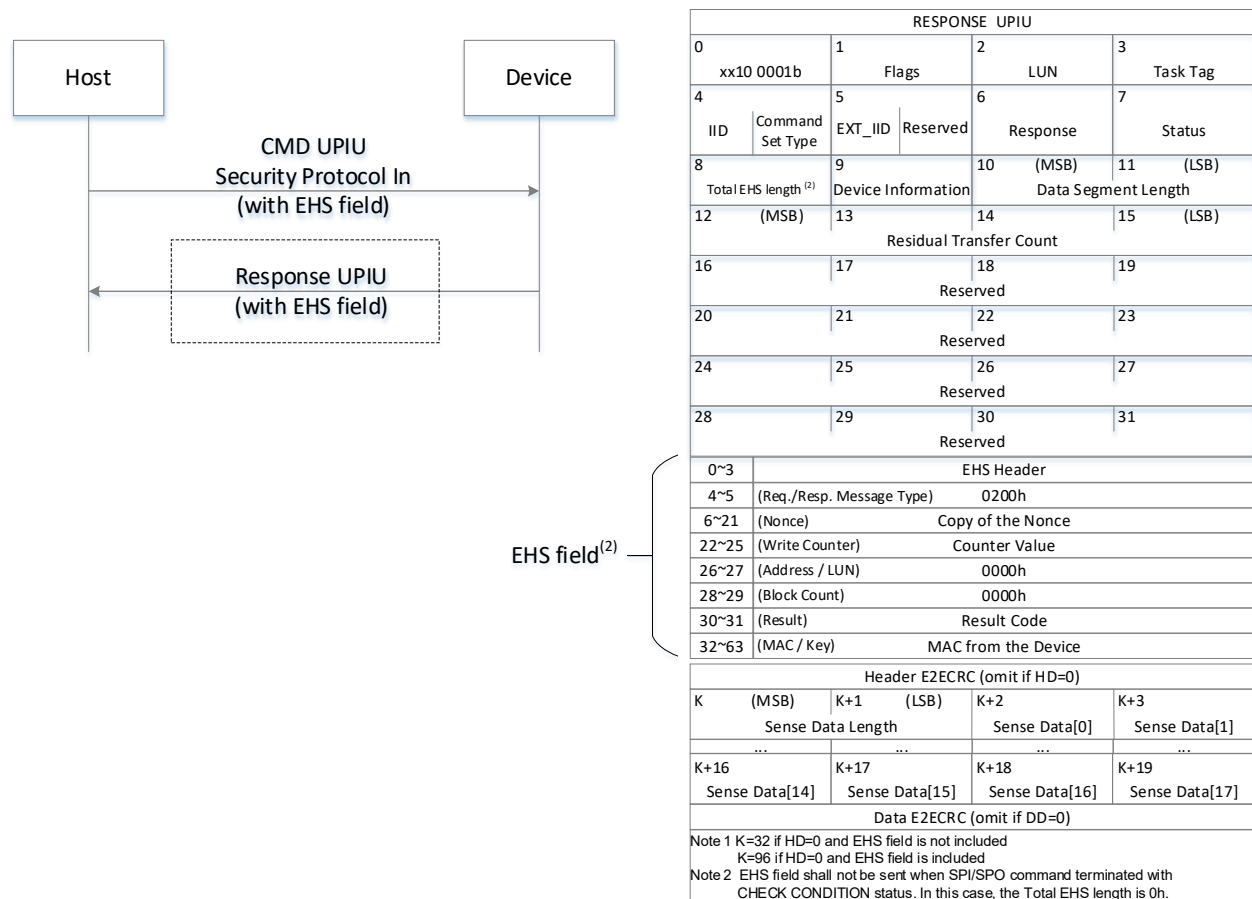 Host
Device
CMD UPIU
Security Protocol In
(with EHS field)
Response UPIU
(with EHS field)
RESPONSE UPIU
0 1 2 3
xx10 0001b Flags LUN Task Tag
4 5 6 7
IID Command Set Type EXT_IID Reserved Response Status
8 9 10 (MSB) 11 (LSB)
Total EHS length (2) Device Information Data Segment Length
12 (MSB) 13 14 15 (LSB)
Residual Transfer Count
16 17 18 19
Reserved
20 21 22 23
Reserved
24 25 26 27
Reserved
28 29 30 31
Reserved
EHS field(2)
0~3 EHS Header
4~5 (Req./Resp. Message Type) 0200h
6~21 (Nonce) Copy of the Nonce
22~25 (Write Counter) Counter Value
26~27 (Address / LUN) 0000h
28~29 (Block Count) 0000h
30~31 (Result) Result Code
32~63 (MAC / Key) MAC from the Device
Header E2ECRC (omit if HD=0)
K (MSB) K+1 (LSB) K+2 K+3
Sense Data Length Sense Data[0] Sense Data[1]
... ... ... ...
K+16 K+17 K+18 K+19
Sense Data[14] Sense Data[15] Sense Data[16] Sense Data[17]
Data E2ECRC (omit if DD=0)
Note 1 K=32 if HD=0 and EHS field is not included
K=96 if HD=0 and EHS field is included
Note 2 EHS field shall not be sent when SPI/SPO command terminated with
CHECK CONDITION status. In this case, the Total EHS length is 0h.